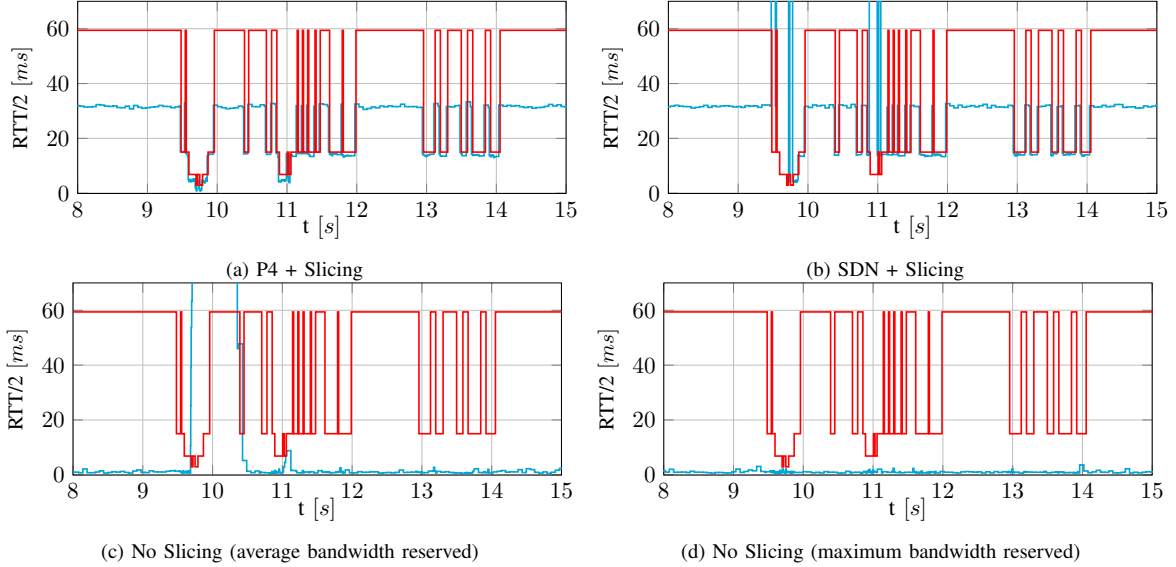 60
40
20
0
RTT/2 [ms]
8 9 10 11 12 13 14 15
t [s]
(a) P4 + Slicing
60
40
20
0
RTT/2 [ms]
8 9 10 11 12 13 14 15
t [s]
(b) SDN + Slicing
60
40
20
0
RTT/2 [ms]
8 9 10 11 12 13 14 15
t [s]
(c) No Slicing (average bandwidth reserved)
60
40
20
0
RTT/2 [ms]
8 9 10 11 12 13 14 15
t [s]
(d) No Slicing (maximum bandwidth reserved)